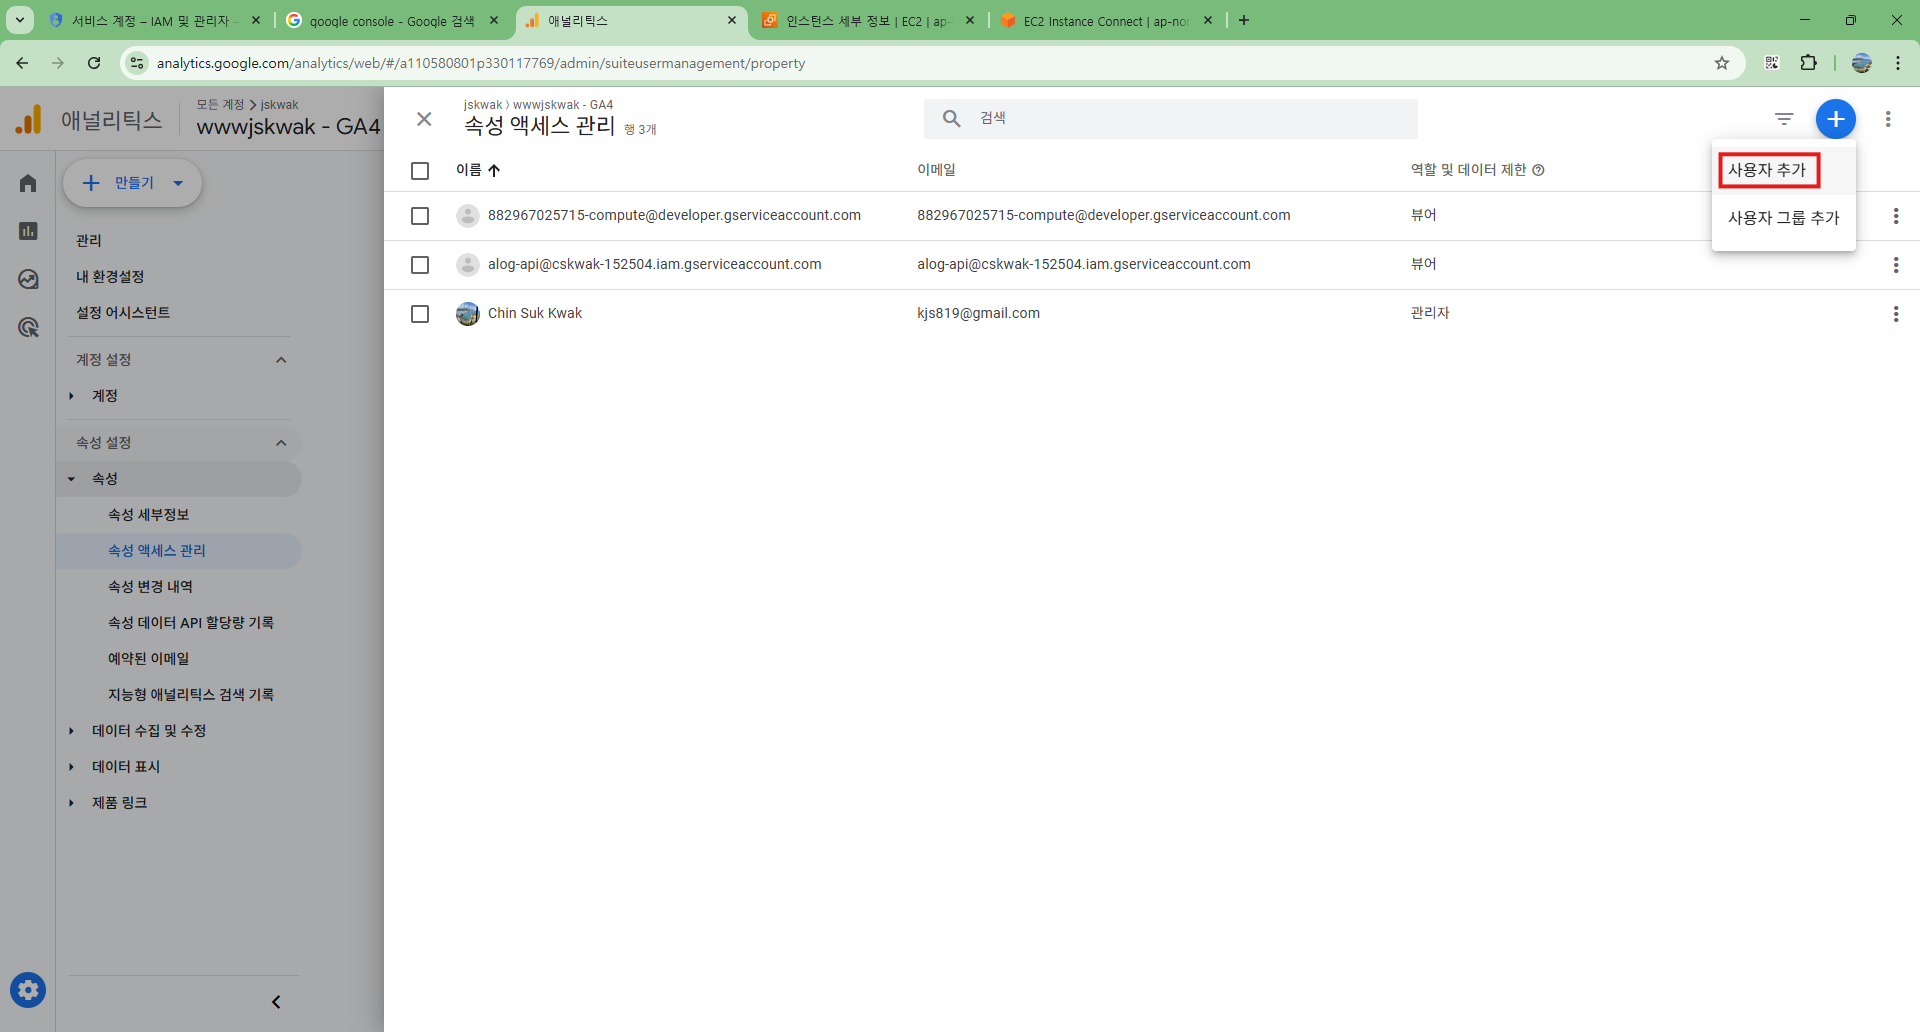 서비스 계정 – IAM 및 관리자 -
google console - Google 검색
애널리틱스
인스턴스 세부 정보 | EC2 | ap-
EC2 Instance Connect | ap-nor
analytics.google.com/analytics/web/#/a110580801p330117769/admin/suiteusermanagement/property
애널리틱스
모든 계정 > jskwak
wwwjskwak - GA4
만들기
관리
내 환경설정
설정 어시스턴트
계정 설정
계정
속성 설정
속성
속성 세부정보
속성 액세스 관리
속성 변경 내역
속성 데이터 API 할당량 기록
예약된 이메일
지능형 애널리틱스 검색 기록
데이터 수집 및 수정
데이터 표시
제품 링크
jskwak > wwwjskwak - GA4
속성 액세스 관리 행 3개
검색
사용자 추가
사용자 그룹 추가
이름 이메일 역할 및 데이터 제한
882967025715-compute@developer.gserviceaccount.com 882967025715-compute@developer.gserviceaccount.com 뷰어
alog-api@cskwak-152504.iam.gserviceaccount.com alog-api@cskwak-152504.iam.gserviceaccount.com 뷰어
Chin Suk Kwak kjs819@gmail.com 관리자